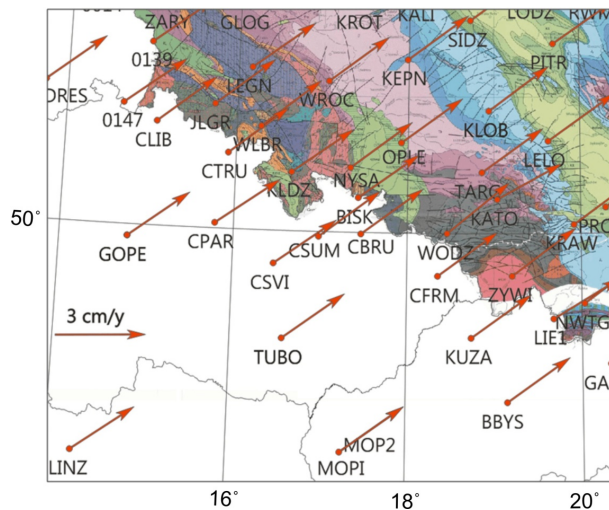 ZARY
GLOG
KROT
KALI
LODZ
SIDZ
0139
PITR
KEPN
LEGN
WROC
DRES
0147
JLGR
CLIB
KLOB
WLBR
OPLE
LELO
CTRU
NYSA
KLDZ
TARG
BISK
KATO
50°
CPAR
GOPE
CSUM
CBRU
WODZ
KRAW
CSVI
CFRM
ZYWI
3 cm/y
NWTG
LIE1
TUBO
KUZA
BBYS
MOP2
LINZ
MOPI
16°
18°
20°